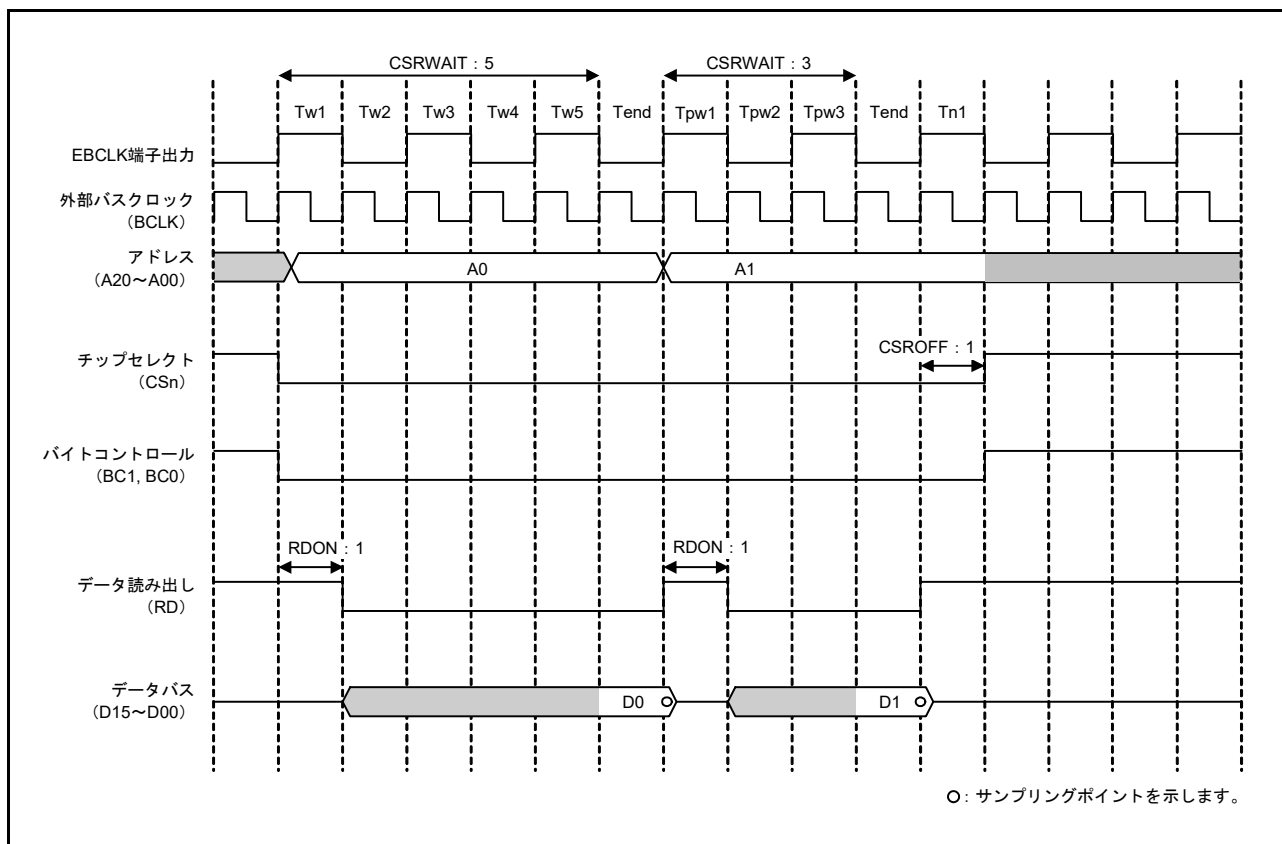 CSRWAIT：5
CSRWAIT：3
Tw1 Tw2 Tw3 Tw4 Tw5 Tend Tpw1 Tpw2 Tpw3 Tend Tn1
EBCLK端子出力
外部バスクロック
（BCLK）
アドレス
（A20～A00）
A0
A1
チップセレクト
（CSn）
CSROFF：1
バイトコントロール
（BC1, BC0）
RDON：1
RDON：1
データ読み出し
（RD）
データバス
（D15～D00）
D0
D1
：サンプリングポイントを示します。